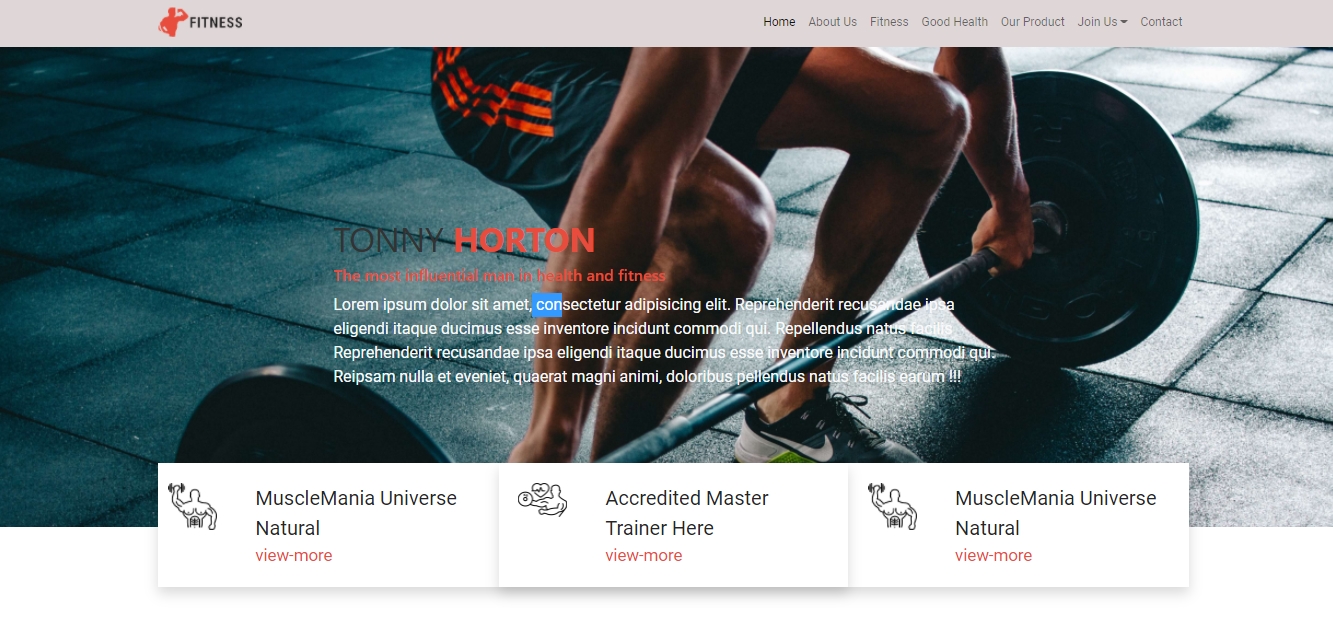 FITNESS
Home About Us Fitness Good Health Our Product Join Us Contact
TONNY HORTON
The most influential man in health and fitness
Lorem ipsum dolor sit amet, consectetur adipisicing elit. Reprehenderit recusandae ipsa
eligendi itaque ducimus esse inventore incidunt commodi qui. Repellendus natus facilis
Reprehenderit recusandae ipsa eligendi itaque ducimus esse inventore incidunt commodi qui.
Reipsam nulla et eveniet, quaerat magni animi, doloribus pellendus natus facilis earum !!!
MuscleMania Universe
Natural
view-more
Accredited Master
Trainer Here
view-more
MuscleMania Universe
Natural
view-more